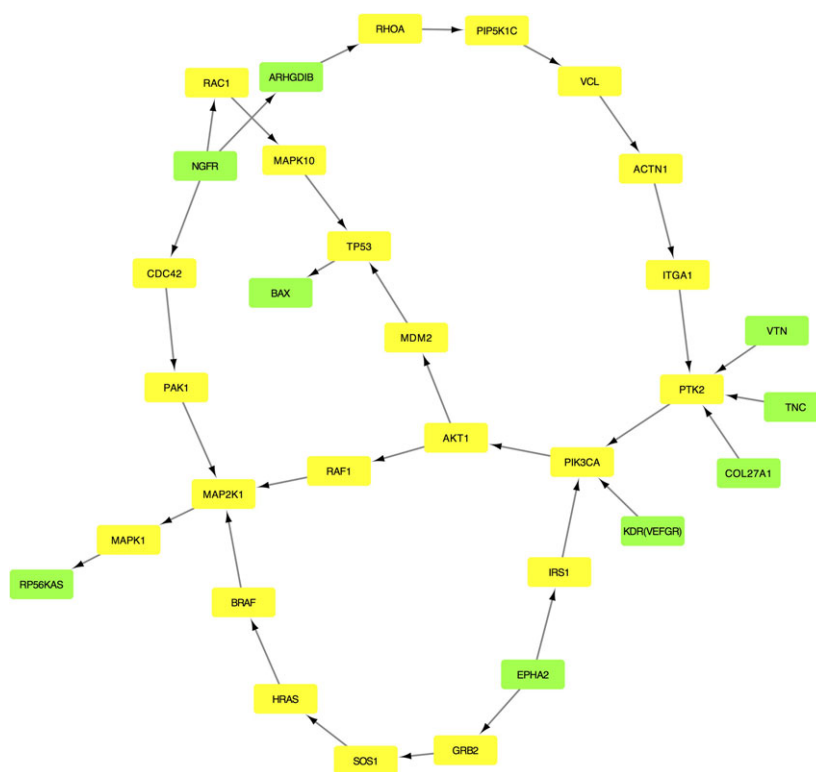 RHOA
PIP5K1C
ARHGDIB
RAC1
VCL
NGFR
MAPK10
ACTN1
TP53
CDC42
ITGA1
BAX
VTN
MDM2
PAK1
PTK2
TNC
AKT1
PIK3CA
RAF1
COL27A1
MAP2K1
KDR(VEFGR)
MAPK1
IRS1
RP56KAS
BRAF
EPHA2
HRAS
GRB2
SOS1